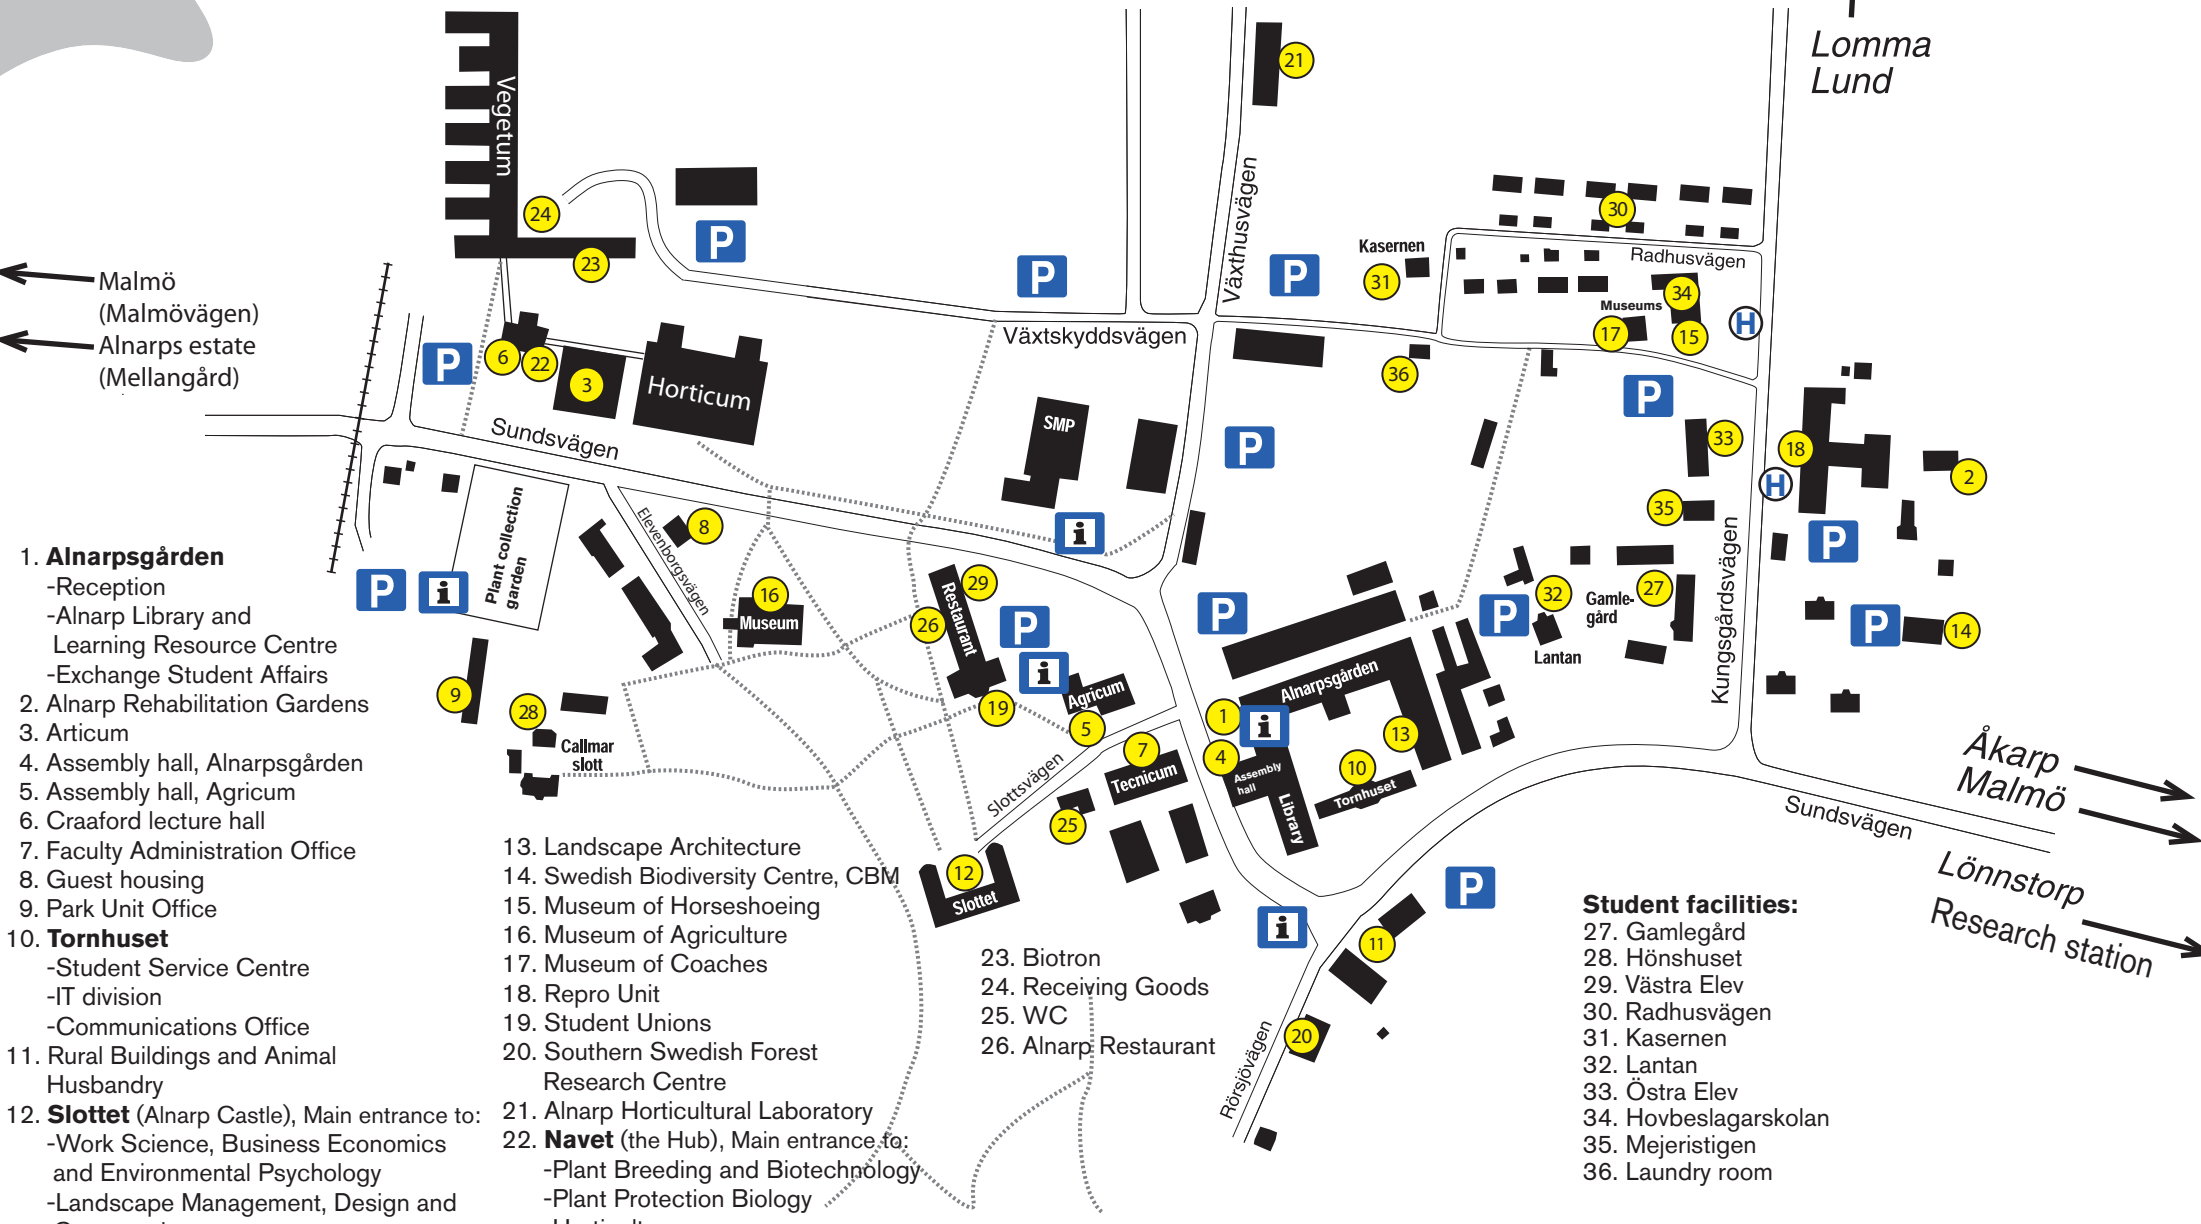 Lomma
Lund
Vegetum
21
24
P
23
Växthusvägen
30
Kasernen
Radhusvägen
31
34
Museums
17
15
H
Malmö
(Malmövägen)
Alnarps estate
(Mellangård)
P
P
P
6
22
3
Horticum
Växtskyddsvägen
36
P
Sundsvägen
SMP
P
33
18
H
2
35
Plant collection
garden
Elevenborgsvägen
8
i
P
Kungsgårdsvägen
P
i
16
Museum
29
26
Restaurant
P
i
P
P
32
Lantan
Gamle-
gård
27
P
14
9
28
Callmar
slott
19
Agricum
5
1
i
Alnarpsgården
13
4
Assembly
hall
Library
10
Tornhuset
7
Tecnicum
Slottsvägen
25
12
Slottet
Åkarp
Malmö
Sundsvägen
Lönnstorp
Research station
P
i
11
20
Rörsjövägen
1. Alnarpsgården
-Reception
-Alnarp Library and
Learning Resource Centre
-Exchange Student Affairs
2. Alnarp Rehabilitation Gardens
3. Articum
4. Assembly hall, Alnarpsgården
5. Assembly hall, Agricum
6. Craaford lecture hall
7. Faculty Administration Office
8. Guest housing
9. Park Unit Office
10. Tornhuset
-Student Service Centre
-IT division
-Communications Office
11. Rural Buildings and Animal
Husbandry
12. Slottet (Alnarp Castle), Main entrance to:
-Work Science, Business Economics
and Environmental Psychology
-Landscape Management, Design and
13. Landscape Architecture
14. Swedish Biodiversity Centre, CBM
15. Museum of Horseshoeing
16. Museum of Agriculture
17. Museum of Coaches
18. Repro Unit
19. Student Unions
20. Southern Swedish Forest
Research Centre
21. Alnarp Horticultural Laboratory
22. Navet (the Hub), Main entrance to:
-Plant Breeding and Biotechnology
-Plant Protection Biology
23. Biotron
24. Receiving Goods
25. WC
26. Alnarp Restaurant
Student facilities:
27. Gamlegård
28. Hönshuset
29. Västra Elev
30. Radhusvägen
31. Kasernen
32. Lantan
33. Östra Elev
34. Hovbeslagarskolan
35. Mejeristigen
36. Laundry room